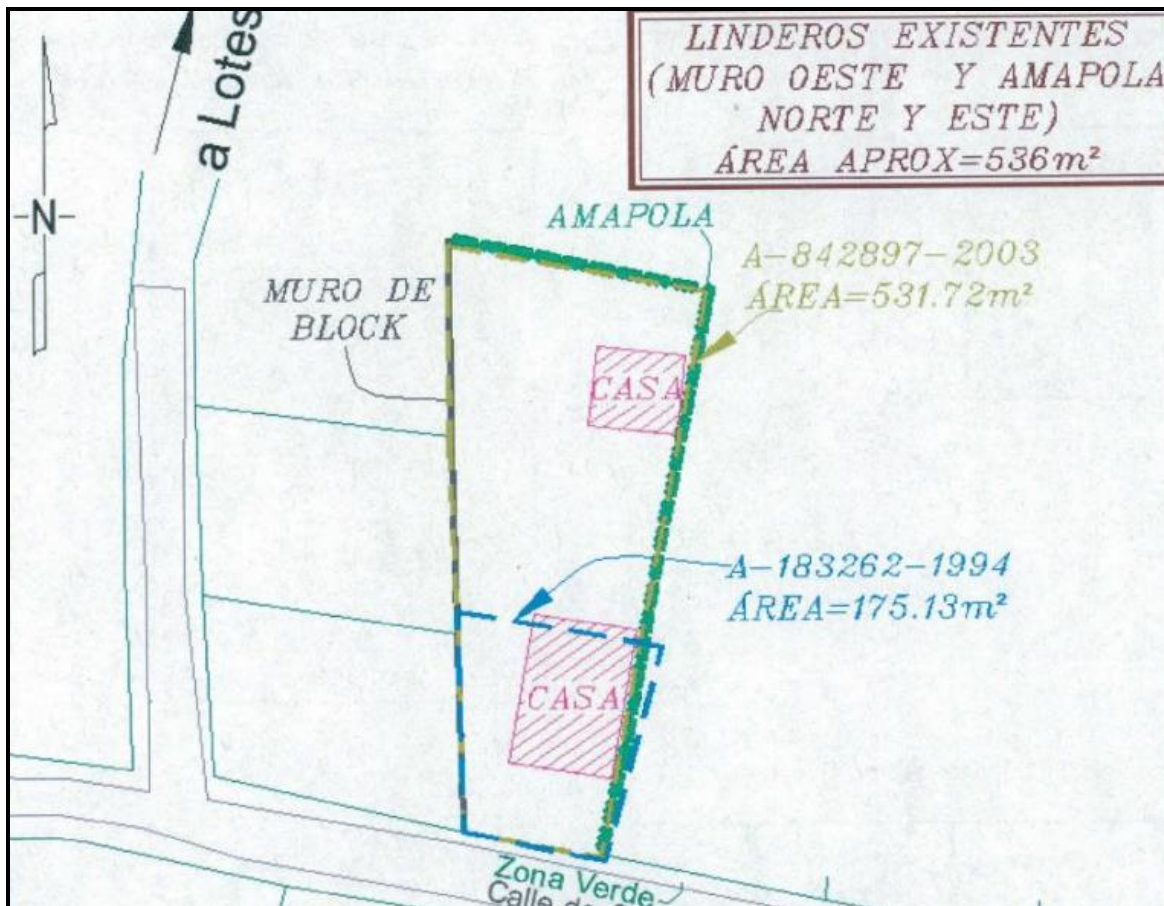 LINDEROS EXISTENTES
(MURO OESTE Y AMAPOLA
NORTE Y ESTE)
ÁREA APROX=536m²
a Lotes
N
AMAPOLA
A-842897-2003
ÁREA=531.72m²
MURO DE
BLOCK
CASA
A-183262-1994
ÁREA=175.13m²
CASA
Zona Verde
Calle